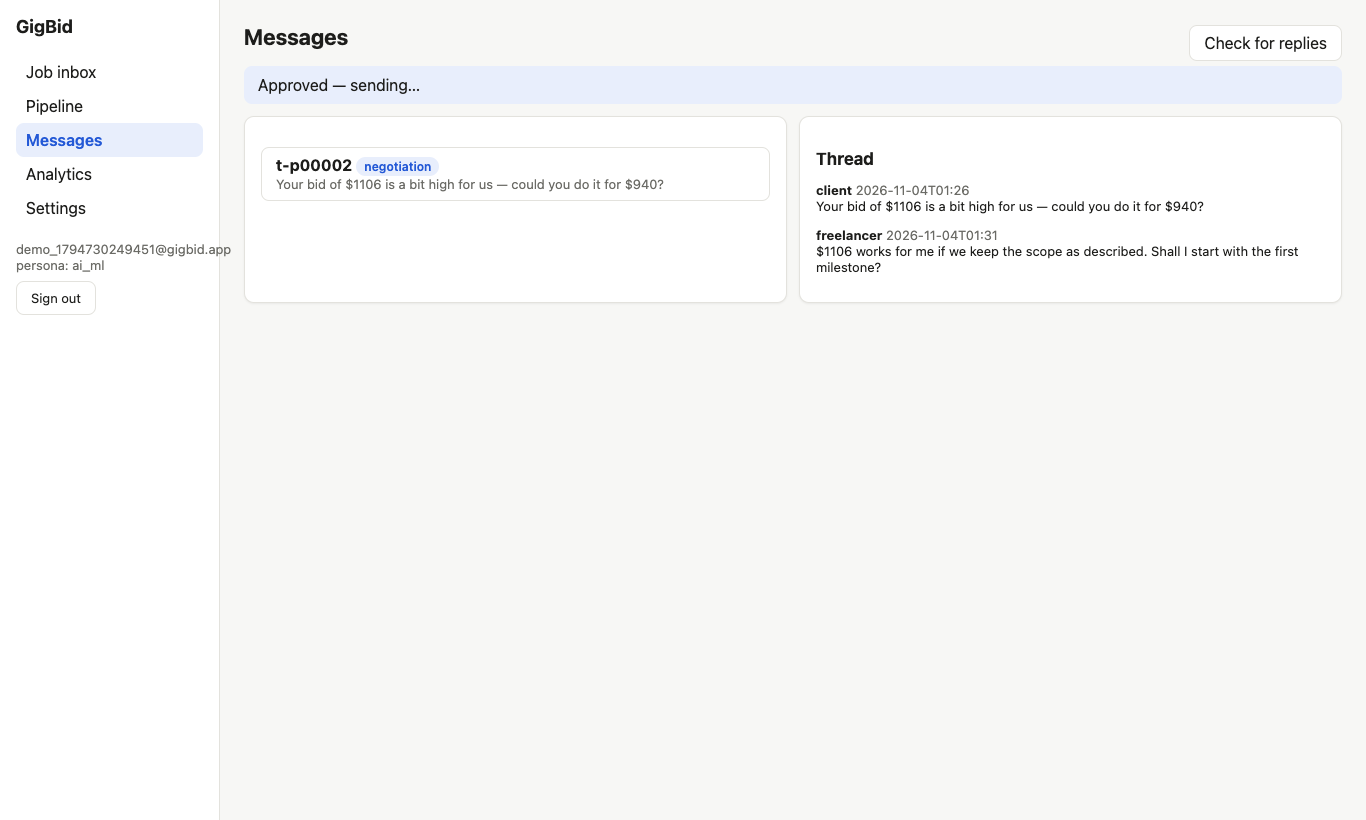 GigBid
Job inbox
Pipeline
Messages
Analytics
Settings
demo_1794730249451@gigbid.app
persona: ai_ml
Sign out
Messages
Check for replies
Approved — sending...
t-p00002 negotiation
Your bid of $1106 is a bit high for us — could you do it for $940?
Thread
client 2026-11-04T01:26
Your bid of $1106 is a bit high for us — could you do it for $940?
freelancer 2026-11-04T01:31
$1106 works for me if we keep the scope as described. Shall I start with the first
milestone?